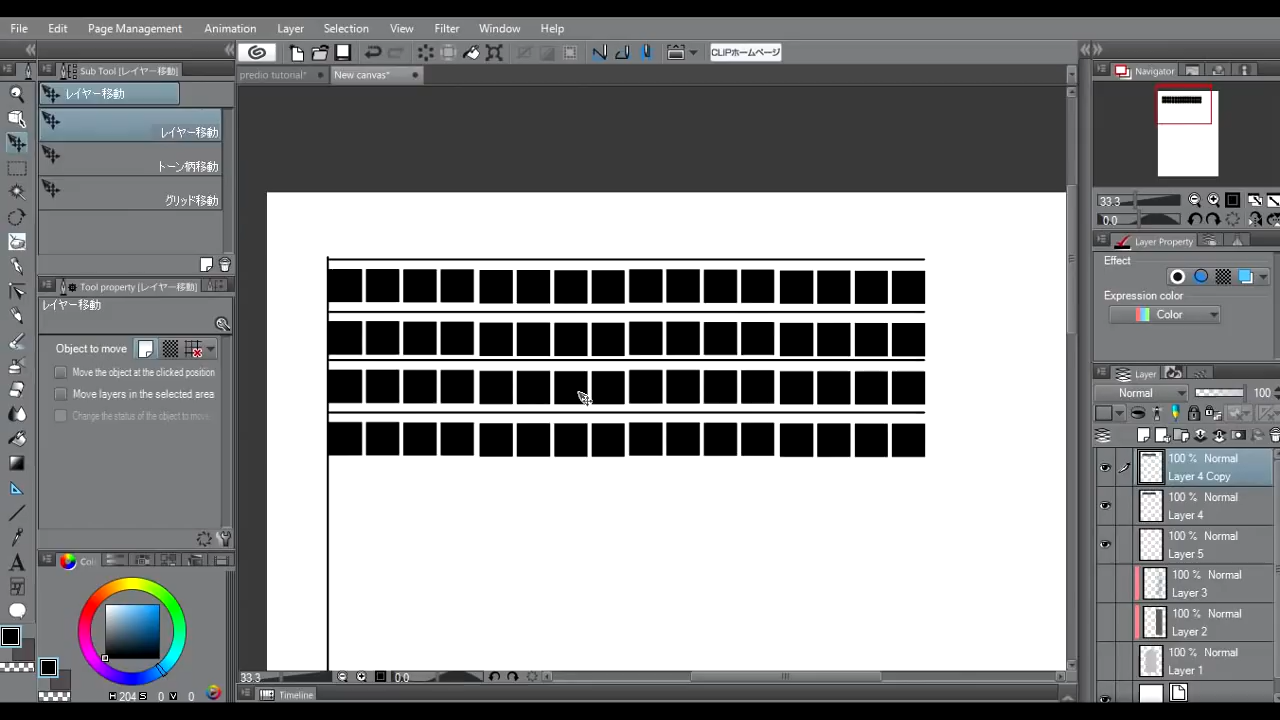 File Edit Page Management Animation Layer Selection View Filter Window Help
CLIPホームページ
Sub Tool [レイヤー移動]
predio tutorial* New canvas*
Navigator
レイヤー移動
レイヤー移動
トーン柄移動
グリッド移動
33.3
0.0
Layer Property
Effect
Expression color
Color
Tool property [レイヤー移動]
レイヤー移動
Object to move
Move the object at the clicked position
Move layers in the selected area
Change the status of the object to move
Layer
Normal 100
100 % Normal
Layer 4 Copy
100 % Normal
Layer 4
100 % Normal
Layer 5
100 % Normal
Layer 3
100 % Normal
Layer 2
100 % Normal
Layer 1
33.3 0.0
Timeline
H 204 S 0 V 0